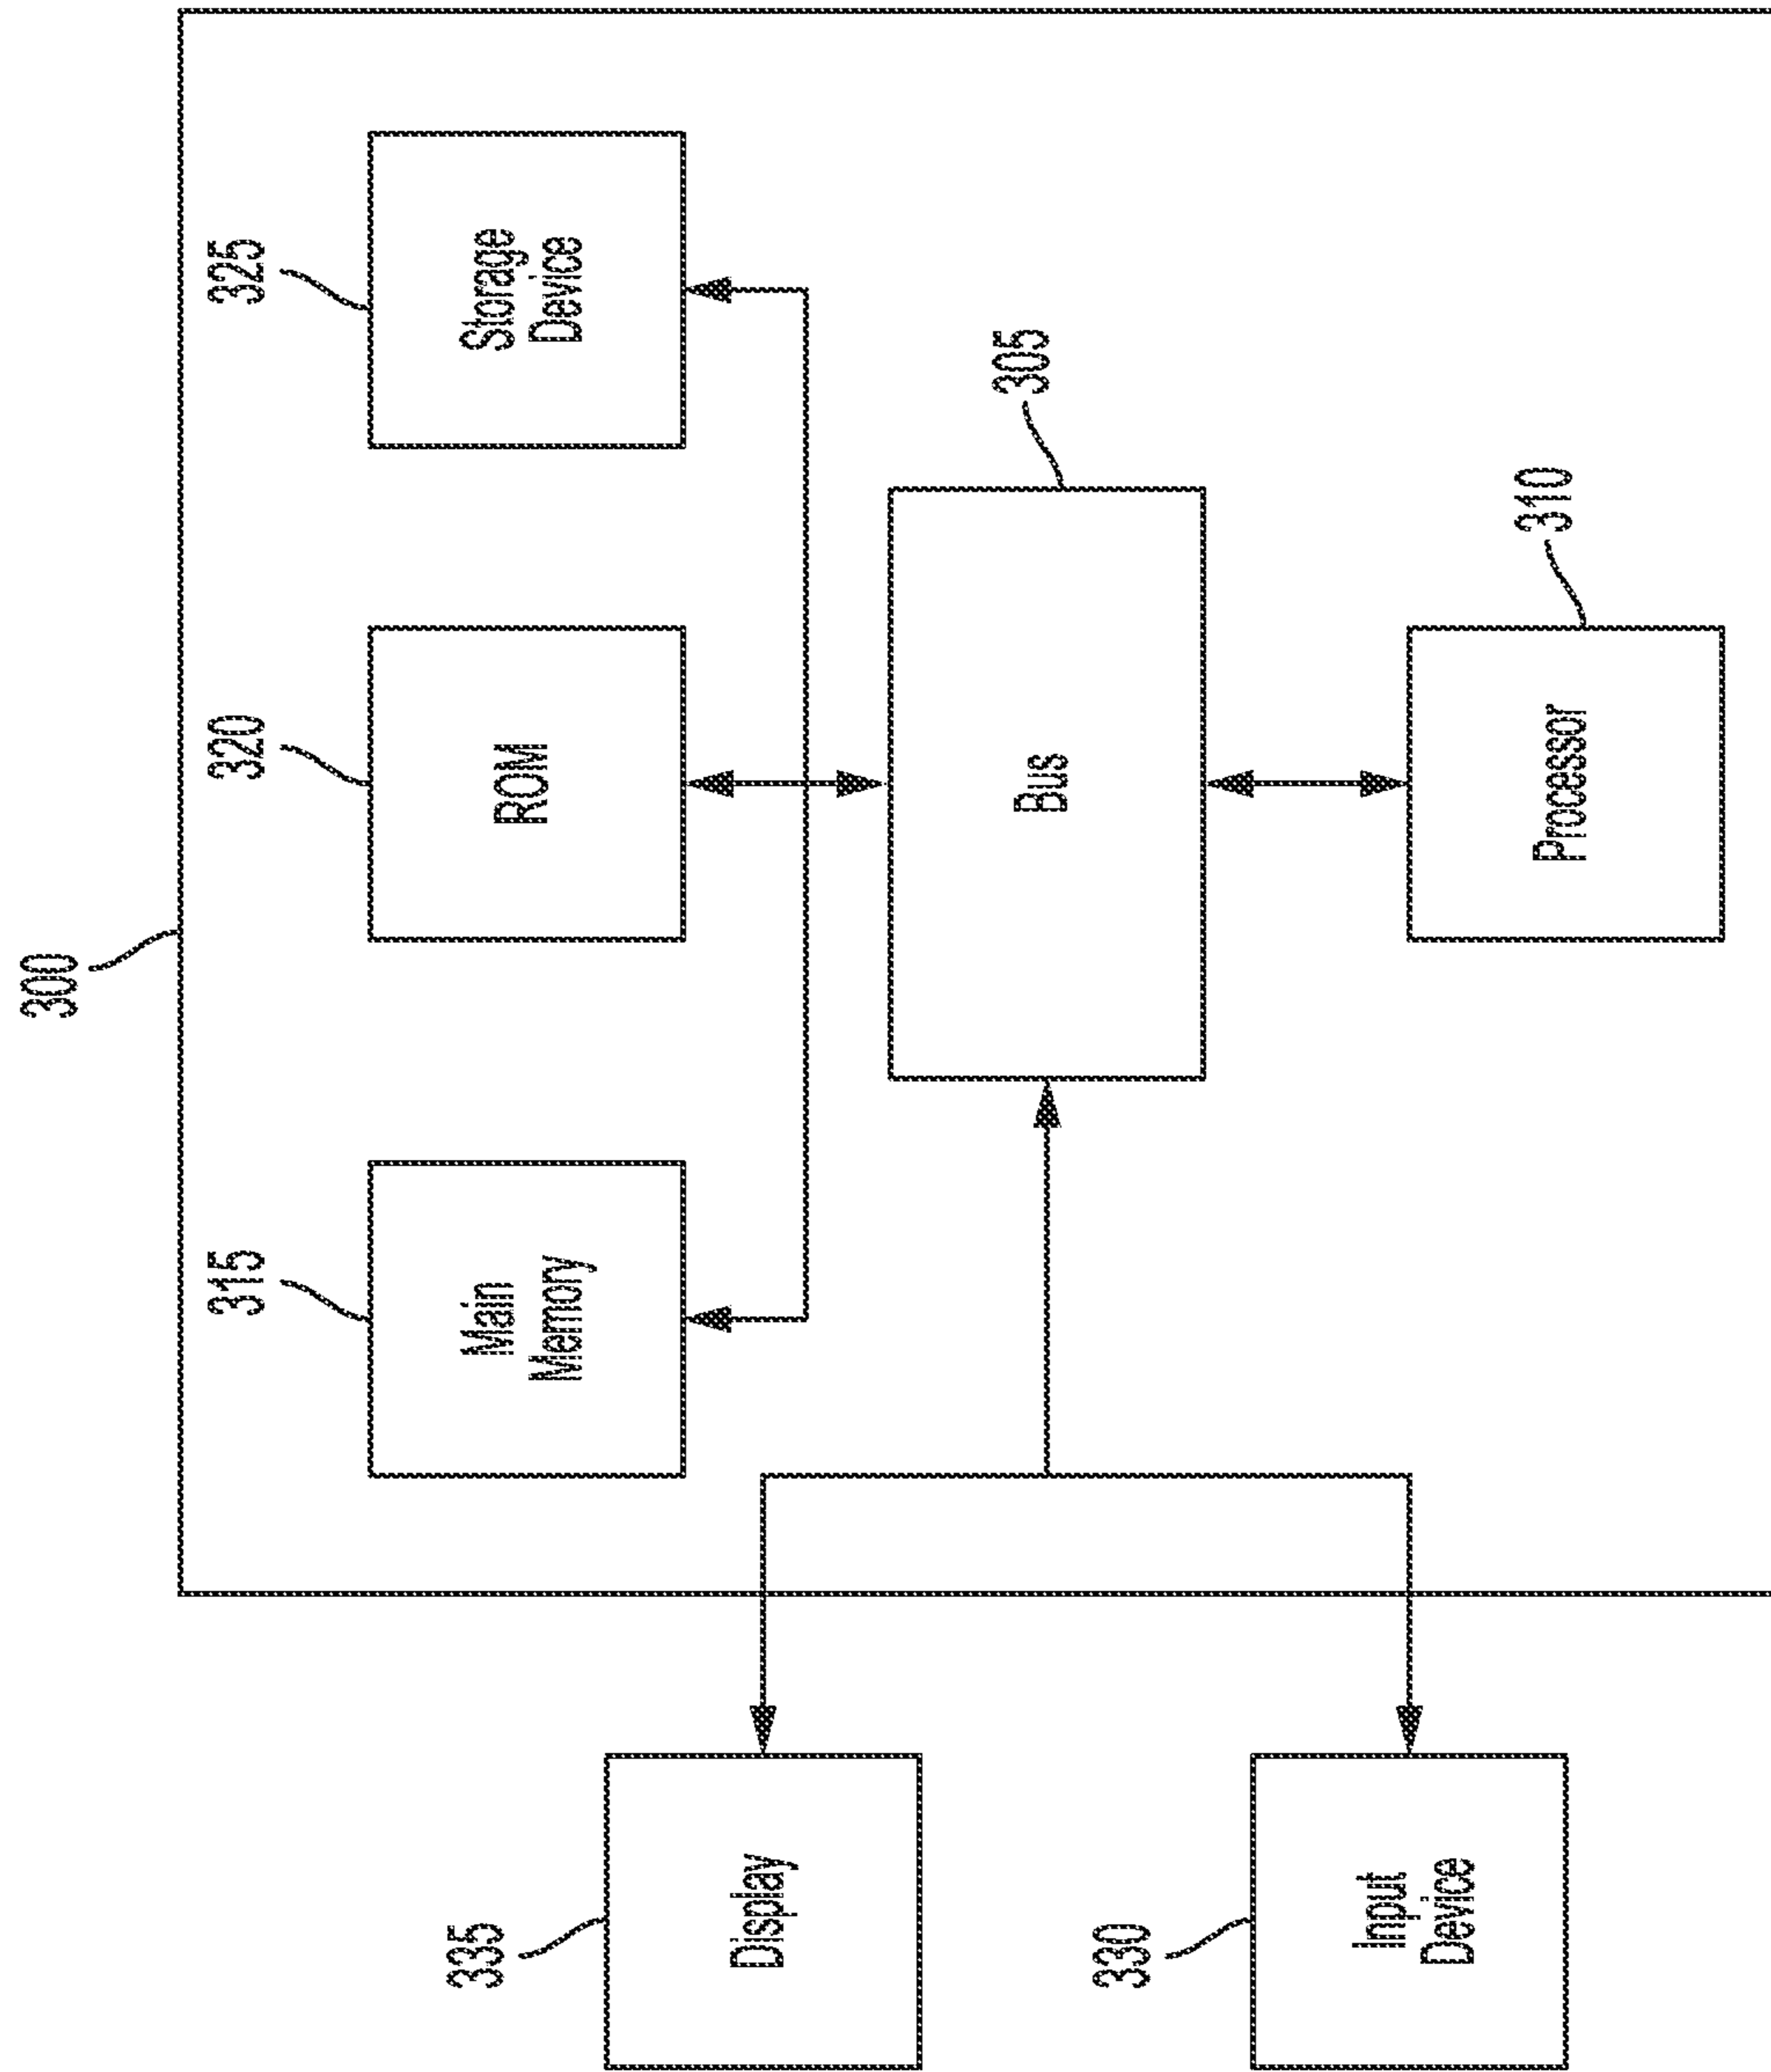 300
315
320
325
Main
Memory
ROM
Storage
Device
335
Display
305
Bus
330
Input
Device
310
Processor